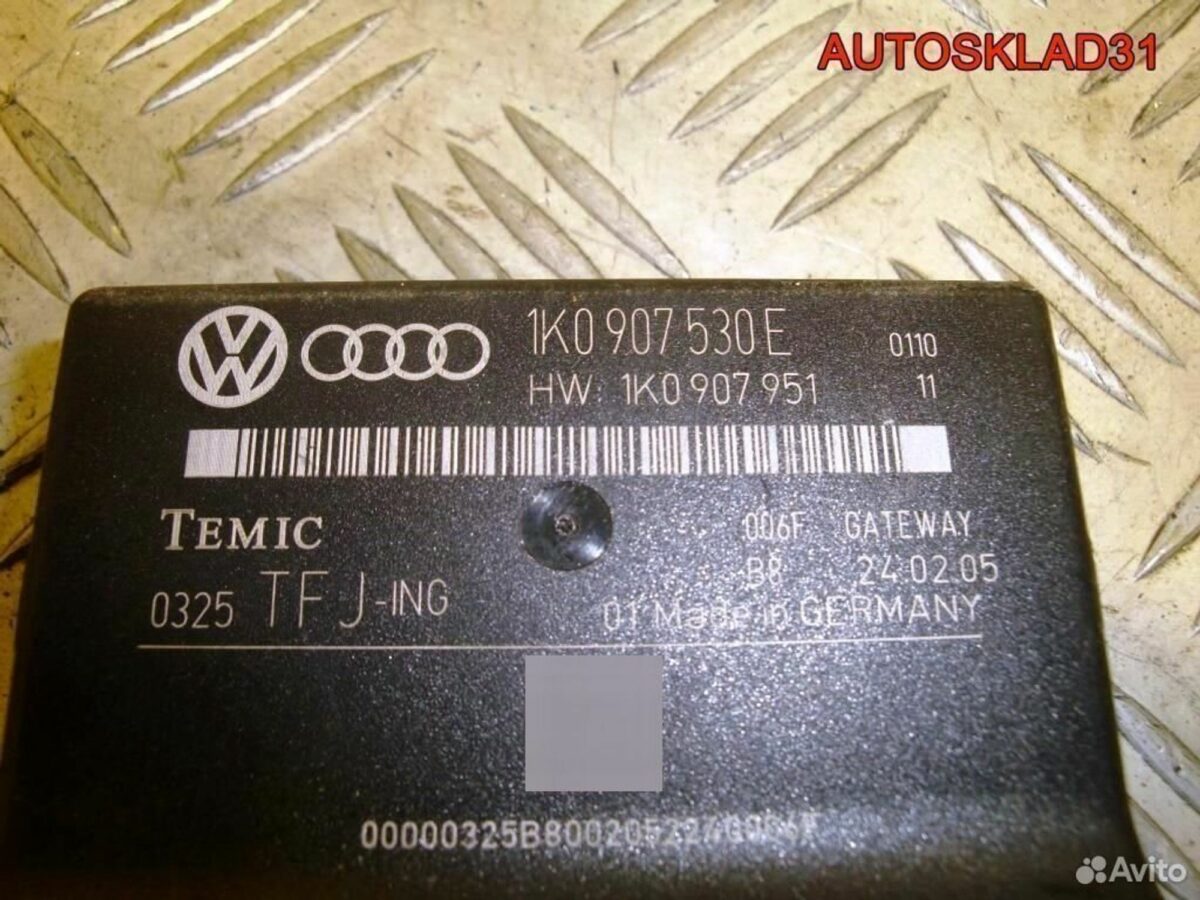 AUTOSKLAD31
1K0 907 530 E 0110
HW: 1K0 907 951 11
TEMIC 006F GATEWAY
B8 24.02.05
0325 TFJ-ING 01 Made in GERMANY
Avito